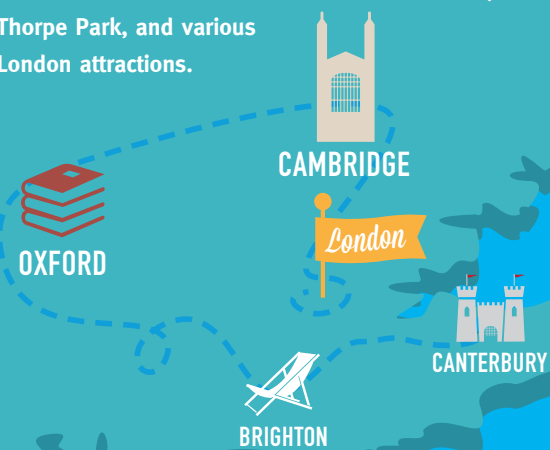 Thorpe Park, and various
London attractions.
CAMBRIDGE
London
OXFORD
CANTERBURY
BRIGHTON